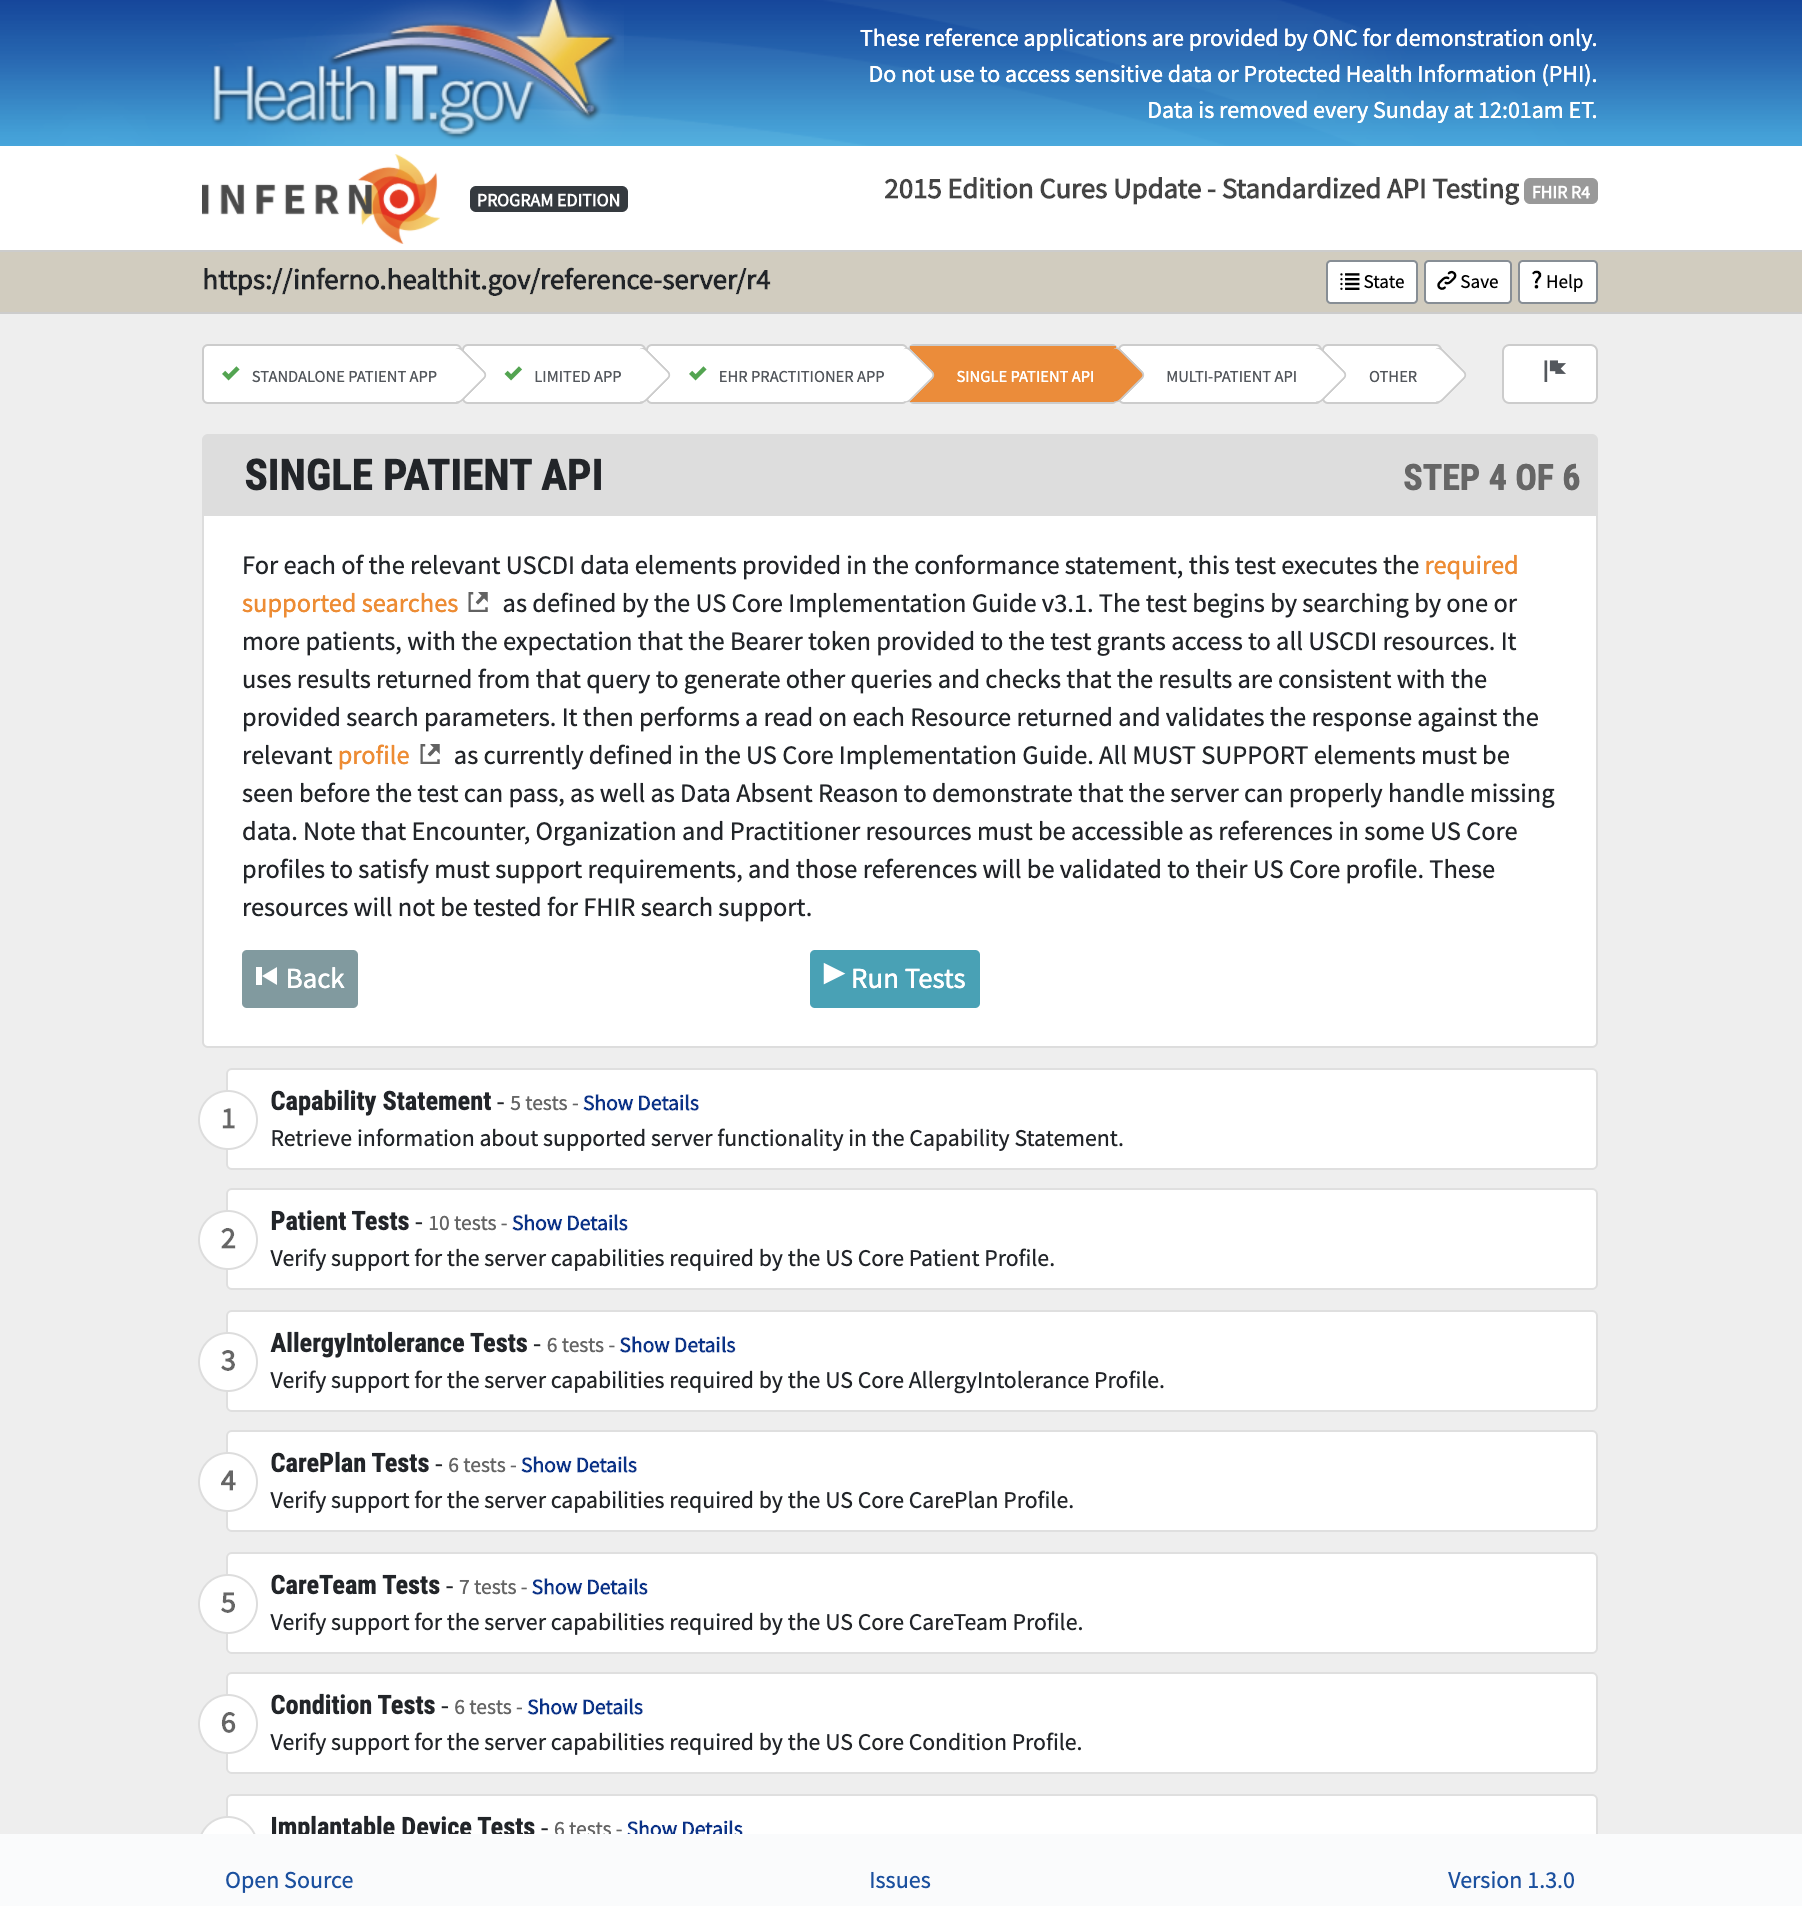 HealthIT.gov
These reference applications are provided by ONC for demonstration only.
Do not use to access sensitive data or Protected Health Information (PHI).
Data is removed every Sunday at 12:01am ET.
INFERNO
PROGRAM EDITION
2015 Edition Cures Update - Standardized API Testing FHIR R4
https://inferno.healthit.gov/reference-server/r4
State
Save
? Help
STANDALONE PATIENT APP
LIMITED APP
EHR PRACTITIONER APP
SINGLE PATIENT API
MULTI-PATIENT API
OTHER
SINGLE PATIENT API
STEP 4 OF 6
For each of the relevant USCDI data elements provided in the conformance statement, this test executes the required
supported searches as defined by the US Core Implementation Guide v3.1. The test begins by searching by one or
more patients, with the expectation that the Bearer token provided to the test grants access to all USCDI resources. It
uses results returned from that query to generate other queries and checks that the results are consistent with the
provided search parameters. It then performs a read on each Resource returned and validates the response against the
relevant profile as currently defined in the US Core Implementation Guide. All MUST SUPPORT elements must be
seen before the test can pass, as well as Data Absent Reason to demonstrate that the server can properly handle missing
data. Note that Encounter, Organization and Practitioner resources must be accessible as references in some US Core
profiles to satisfy must support requirements, and those references will be validated to their US Core profile. These
resources will not be tested for FHIR search support.
Back
Run Tests
1
Capability Statement - 5 tests - Show Details
Retrieve information about supported server functionality in the Capability Statement.
2
Patient Tests - 10 tests - Show Details
Verify support for the server capabilities required by the US Core Patient Profile.
3
AllergyIntolerance Tests - 6 tests - Show Details
Verify support for the server capabilities required by the US Core AllergyIntolerance Profile.
4
CarePlan Tests - 6 tests - Show Details
Verify support for the server capabilities required by the US Core CarePlan Profile.
5
CareTeam Tests - 7 tests - Show Details
Verify support for the server capabilities required by the US Core CareTeam Profile.
6
Condition Tests - 6 tests - Show Details
Verify support for the server capabilities required by the US Core Condition Profile.
Implantable Device Tests - 6 tests - Show Details
Open Source
Issues
Version 1.3.0